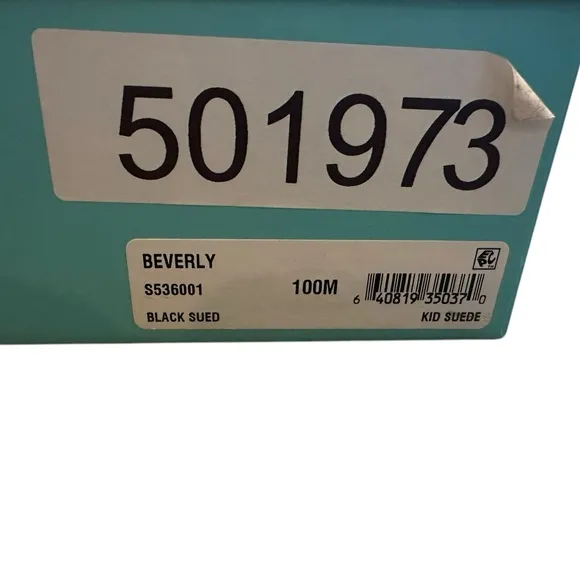 501973
BEVERLY
S536001 100M 6 40819 35037 0
BLACK SUED KID SUEDE